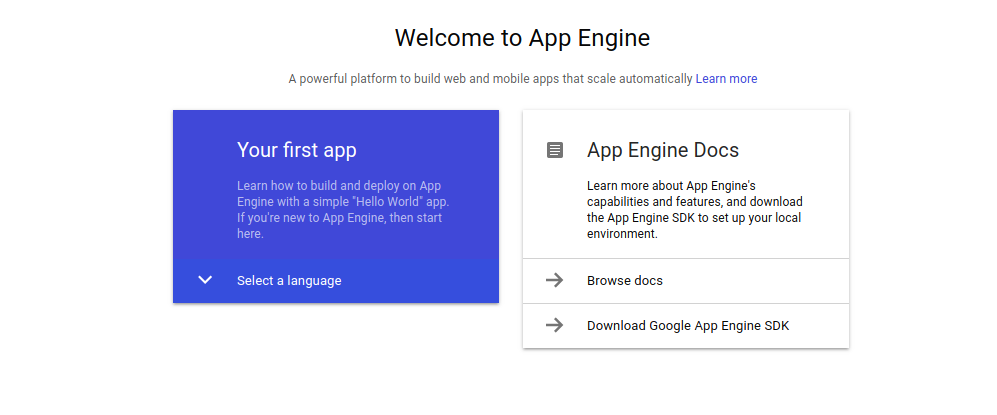 Welcome to App Engine
A powerful platform to build web and mobile apps that scale automatically Learn more
Your first app
Learn how to build and deploy on App
Engine with a simple "Hello World" app.
If you're new to App Engine, then start
here.
Select a language
App Engine Docs
Learn more about App Engine's
capabilities and features, and download
the App Engine SDK to set up your local
environment.
Browse docs
Download Google App Engine SDK